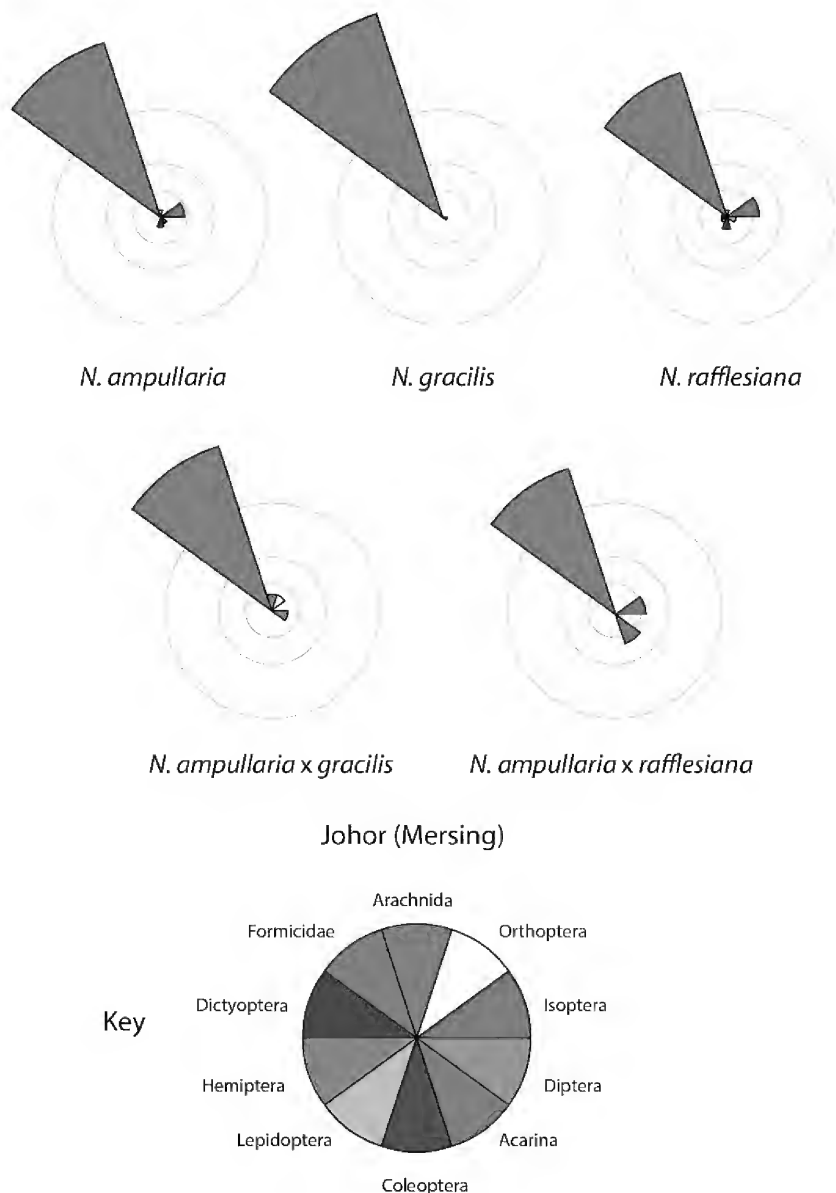 N. ampullaria N. gracilis N. rafflesiana
N. ampullaria x gracilis N. ampullaria x rafflesiana
Johor (Mersing)
Arachnida
Formicidae Orthoptera
Dictyoptera Isoptera
Key
Hemiptera Diptera
Lepidoptera Acarina
Coleoptera